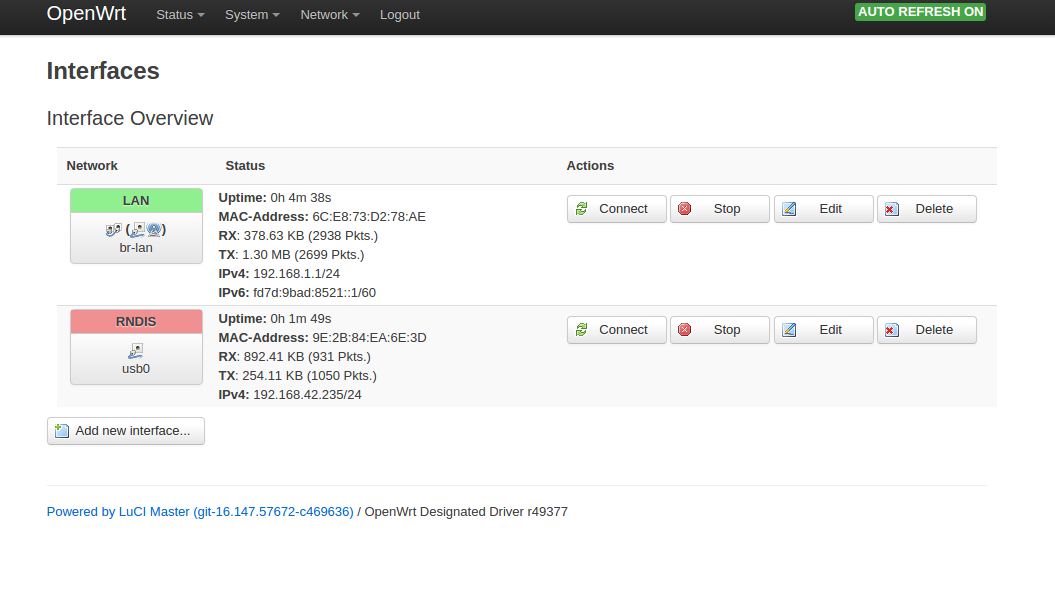 OpenWrt Status System Network Logout AUTO REFRESH ON
Interfaces
Interface Overview
Network Status Actions
LAN
br-lan
Uptime: 0h 4m 38s
MAC-Address: 6C:E8:73:D2:78:AE
RX: 378.63 KB (2938 Pkts.)
TX: 1.30 MB (2699 Pkts.)
IPv4: 192.168.1.1/24
IPv6: fd7d:9bad:8521::1/60
Connect Stop Edit Delete
RNDIS
usb0
Uptime: 0h 1m 49s
MAC-Address: 9E:2B:84:EA:6E:3D
RX: 892.41 KB (931 Pkts.)
TX: 254.11 KB (1050 Pkts.)
IPv4: 192.168.42.235/24
Connect Stop Edit Delete
Add new interface...
Powered by LuCI Master (git-16.147.57672-c469636) / OpenWrt Designated Driver r49377